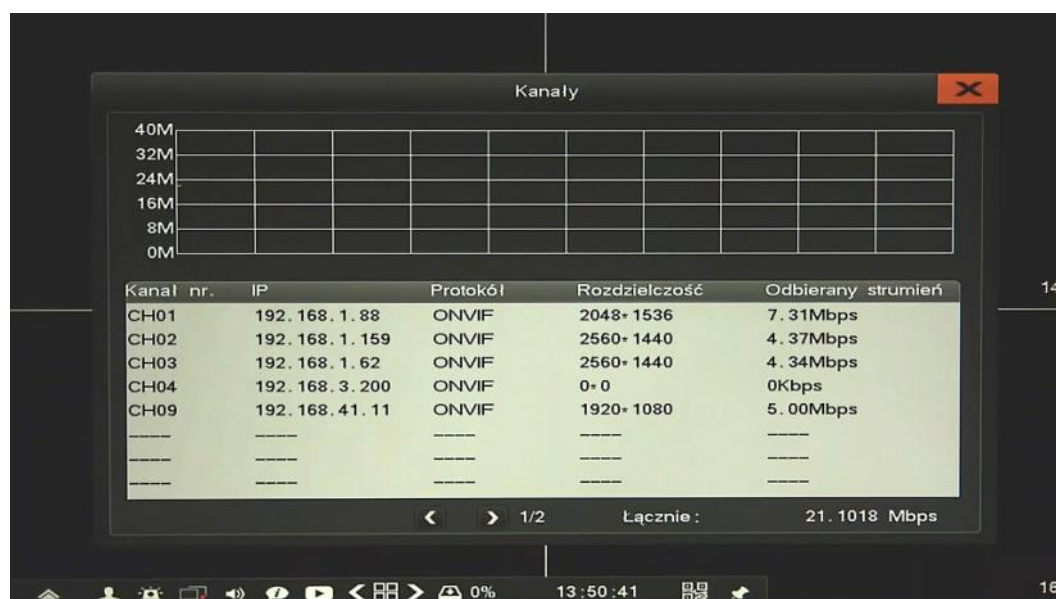 Kanały
40M
32M
24M
16M
8M
0M
Kanał nr. IP Protokół Rozdzielczość Odbierany strumień
CH01 192.168.1.88 ONVIF 2048*1536 7.31Mbps
CH02 192.168.1.159 ONVIF 2560*1440 4.37Mbps
CH03 192.168.1.62 ONVIF 2560*1440 4.34Mbps
CH04 192.168.3.200 ONVIF 0*0 0Kbps
CH09 192.168.41.11 ONVIF 1920*1080 5.00Mbps
---- ---- ---- ---- ----
---- ---- ---- ---- ----
---- ---- ---- ---- ----
1/2 Łącznie: 21.1018 Mbps
14
0% 13:50:41
16